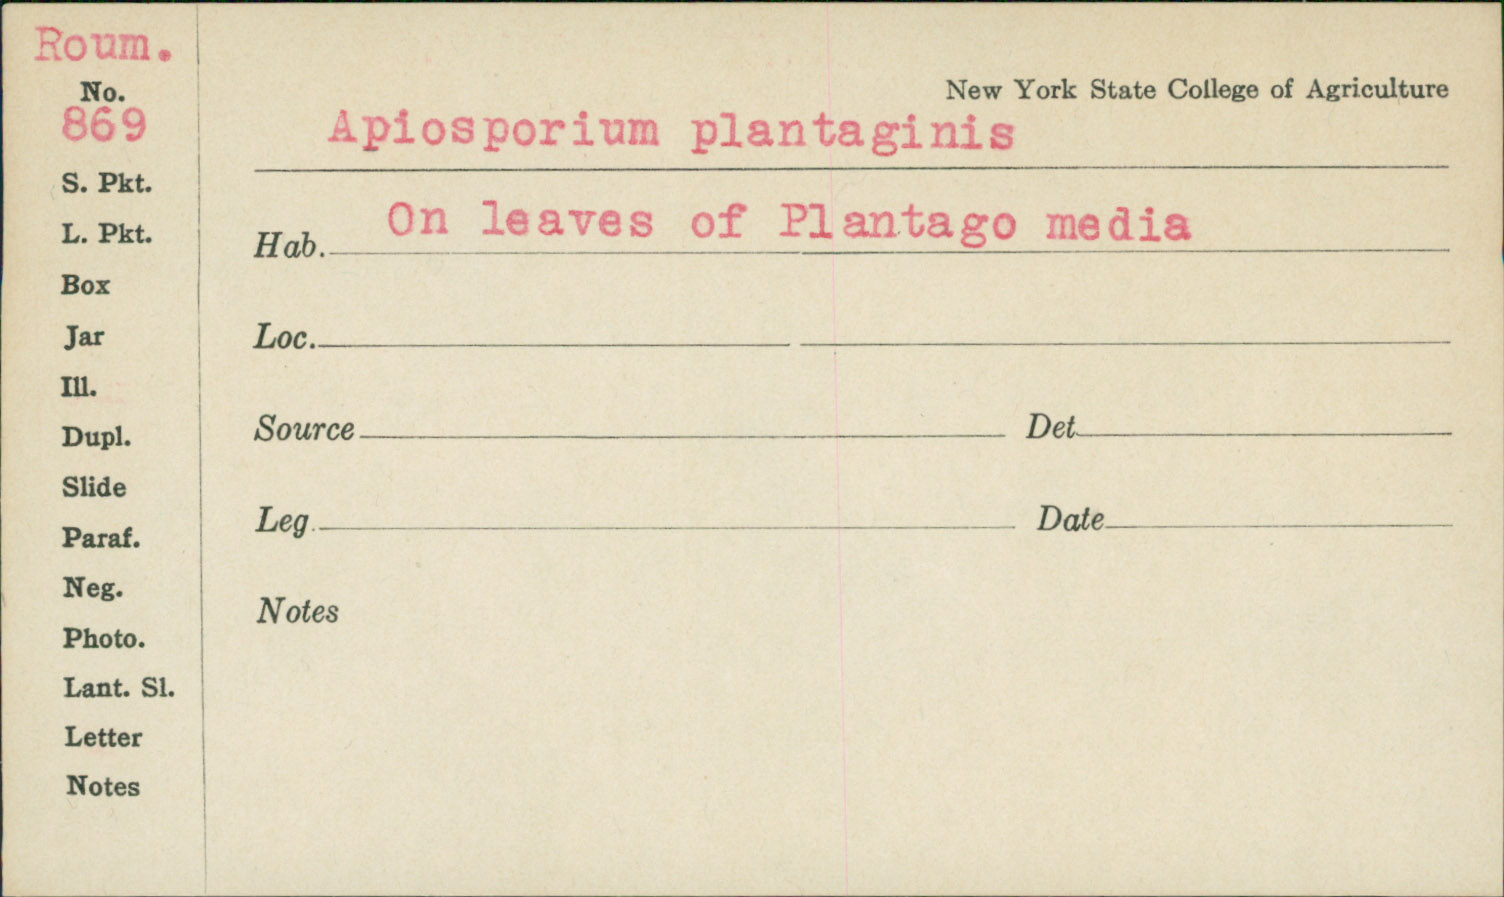 Roum.
No.
869
S. Pkt.
L. Pkt.
Box
Jar
Ill.
Dupl.
Slide
Paraf.
Neg.
Photo.
Lant. Sl.
Letter
Notes
New York State College of Agriculture
Apiosporium plantaginis
Hab. On leaves of Plantago media
Loc.
Source Det.
Leg. Date
Notes